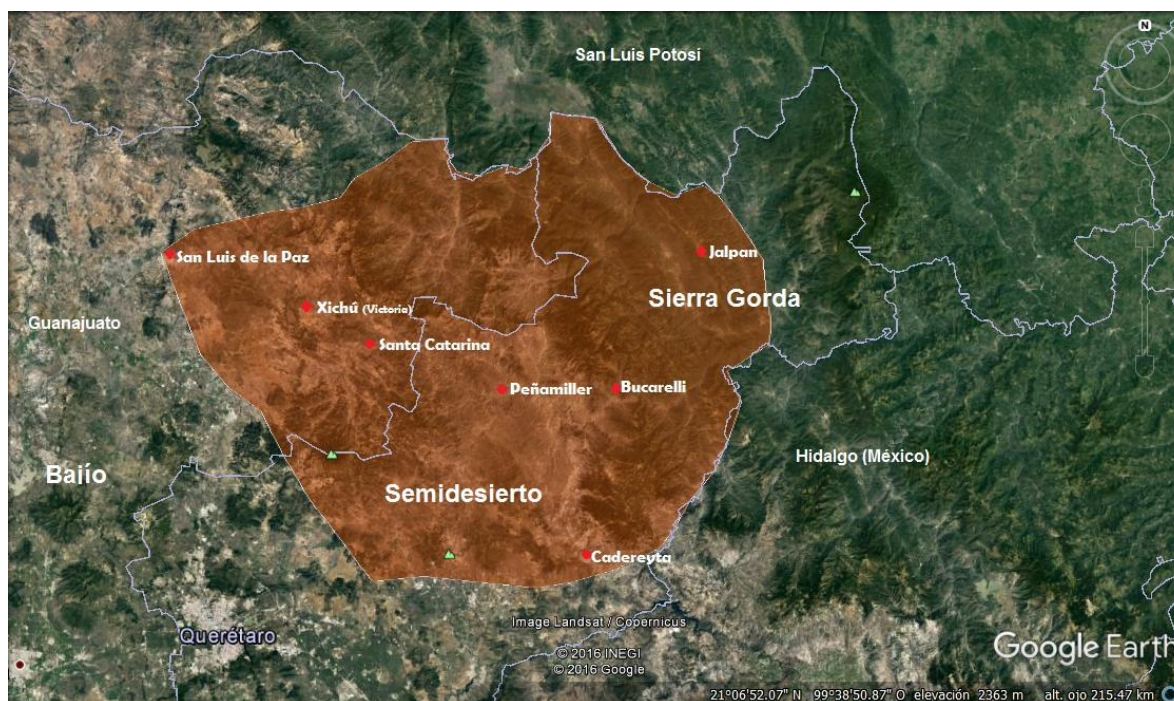 N
San Luis Potosí
San Luis de la Paz
Jalpan
Sierra Gorda
Xichú (Victoria)
Guanajuato
Santa Catarina
Peñamiller
Bucarelli
Hidalgo (México)
Bajío
Semidesierto
Cadereyta
Image Landsat / Copernicus
Querétaro
© 2016 INEGI
© 2016 Google
Google Earth
21°06'52.07" N 99°38'50.87" O elevación 2363 m alt. ojo 215.47 km